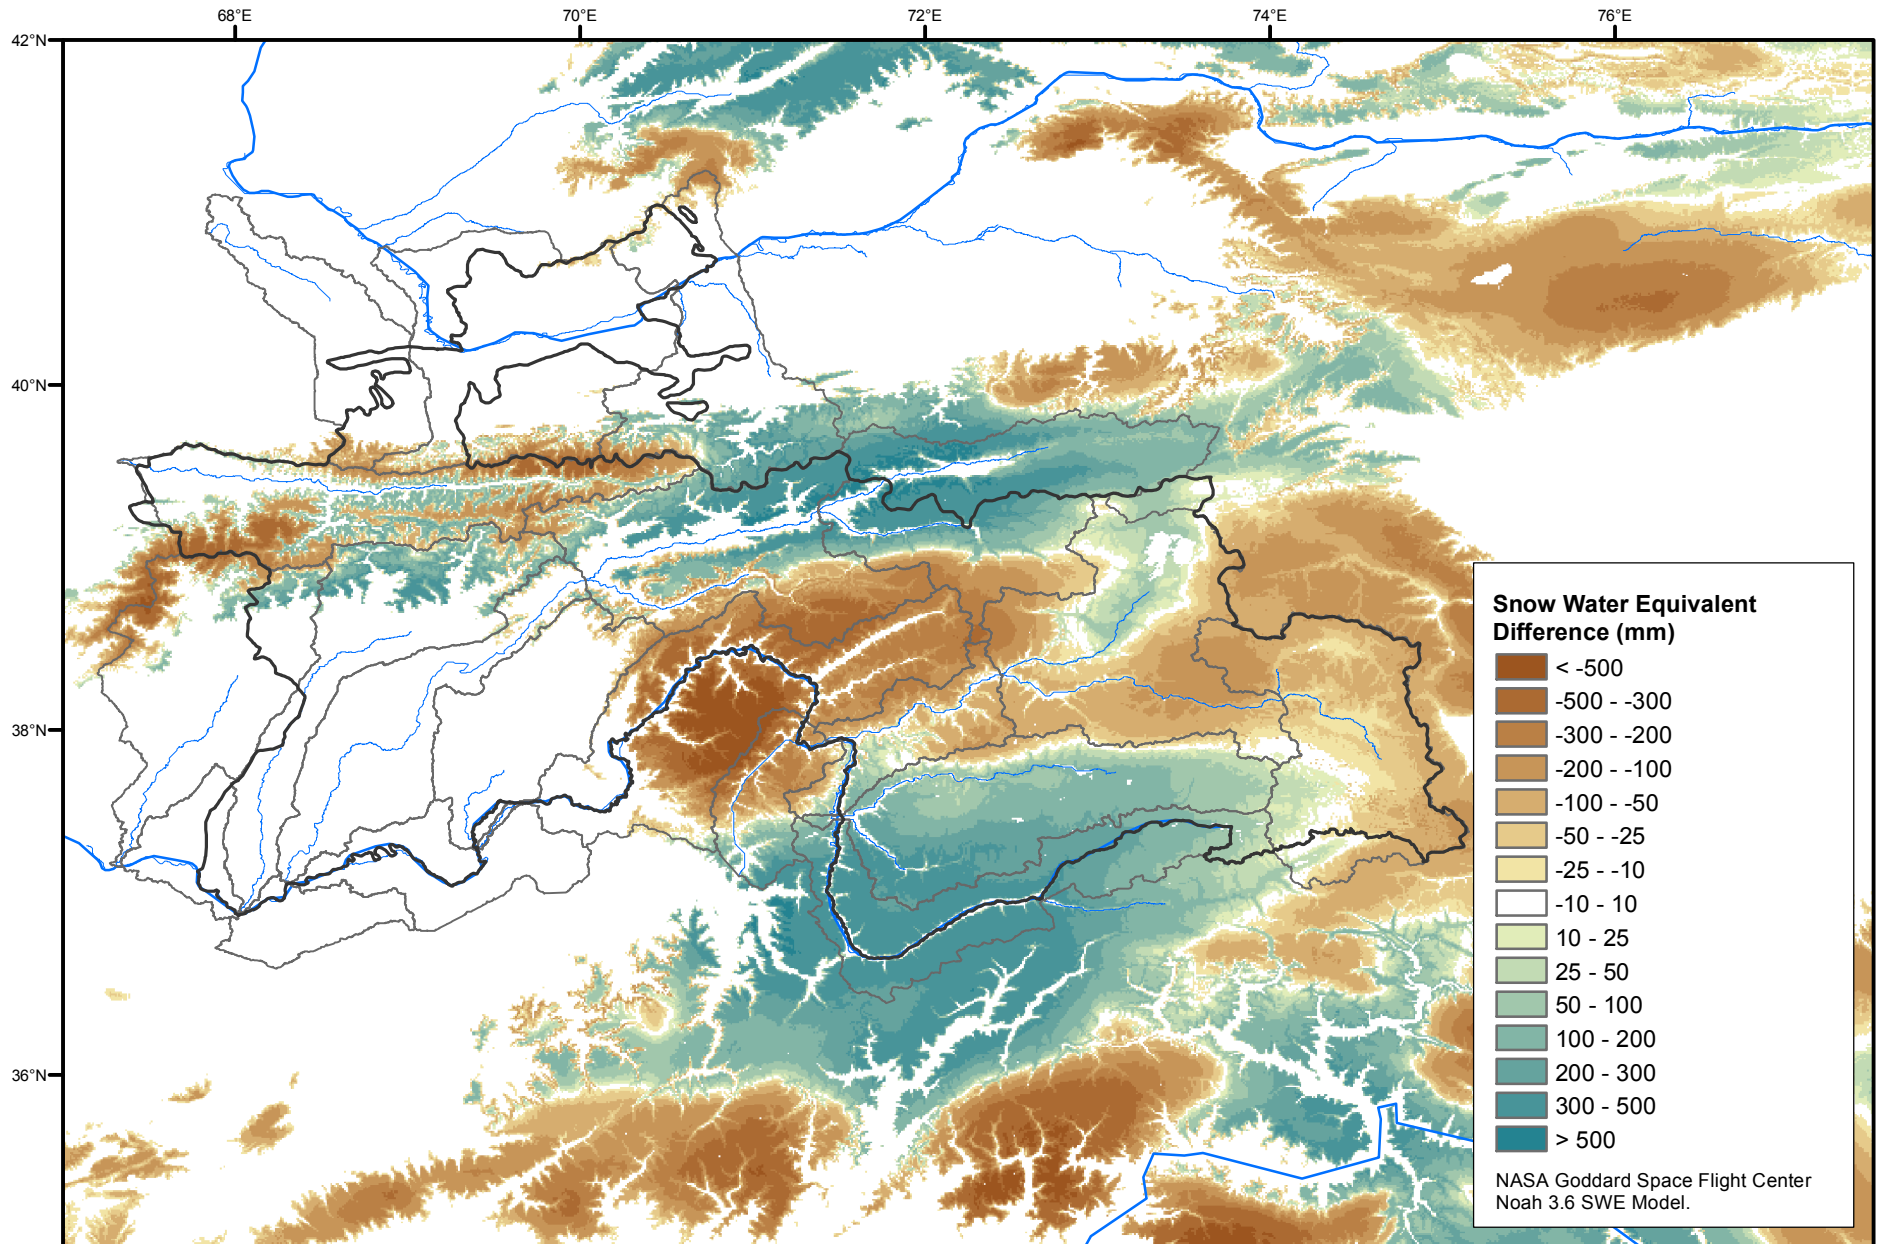 68°E
70°E
72°E
74°E
76°E
42°N
40°N
38°N
36°N
Snow Water Equivalent
Difference (mm)
< -500
-500 - -300
-300 - -200
-200 - -100
-100 - -50
-50 - -25
-25 - -10
-10 - 10
10 - 25
25 - 50
50 - 100
100 - 200
200 - 300
300 - 500
> 500
NASA Goddard Space Flight Center
Noah 3.6 SWE Model.